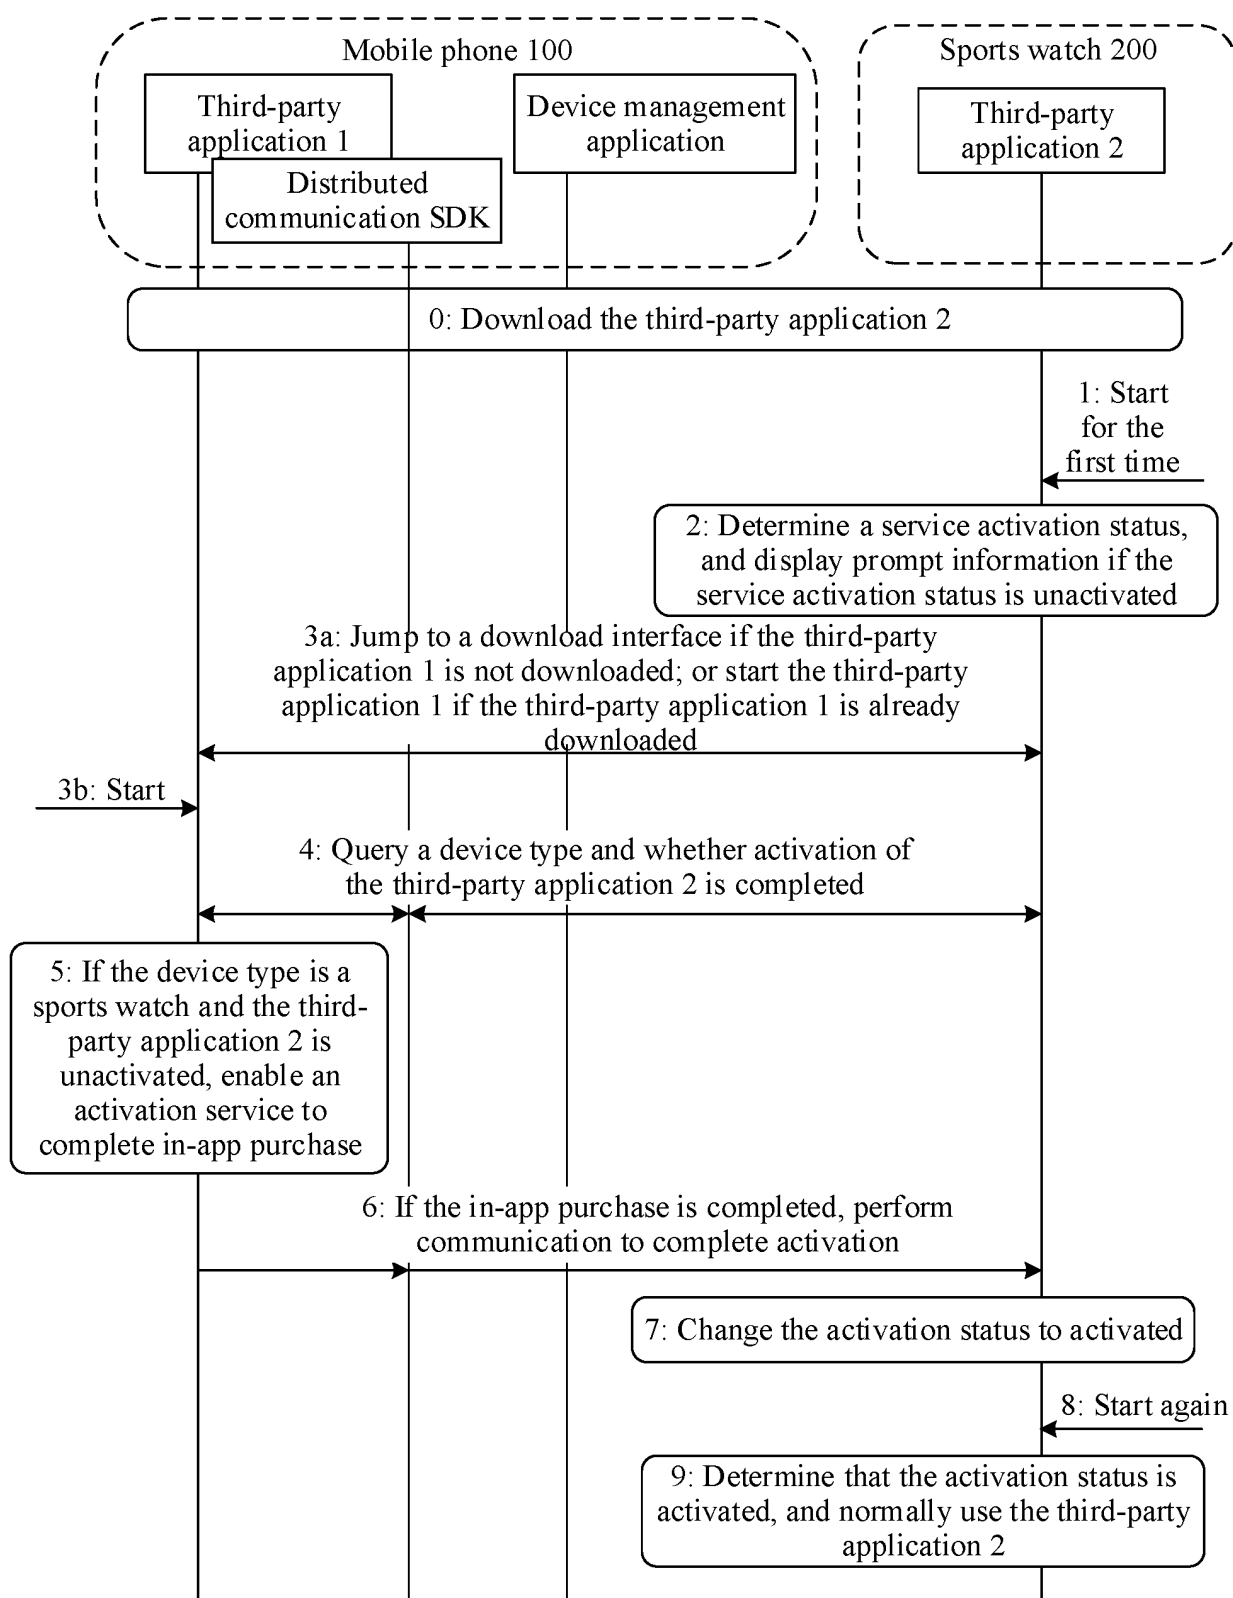 Mobile phone 100
Sports watch 200
Third-party
application 1
Device management
application
Third-party
application 2
Distributed
communication SDK
0: Download the third-party application 2
1: Start
for the
first time
2: Determine a service activation status,
and display prompt information if the
service activation status is unactivated
3a: Jump to a download interface if the third-party
application 1 is not downloaded; or start the third-party
application 1 if the third-party application 1 is already
downloaded
3b: Start
4: Query a device type and whether activation of
the third-party application 2 is completed
5: If the device type is a
sports watch and the third-
party application 2 is
unactivated, enable an
activation service to
complete in-app purchase
6: If the in-app purchase is completed, perform
communication to complete activation
7: Change the activation status to activated
8: Start again
9: Determine that the activation status is
activated, and normally use the third-party
application 2